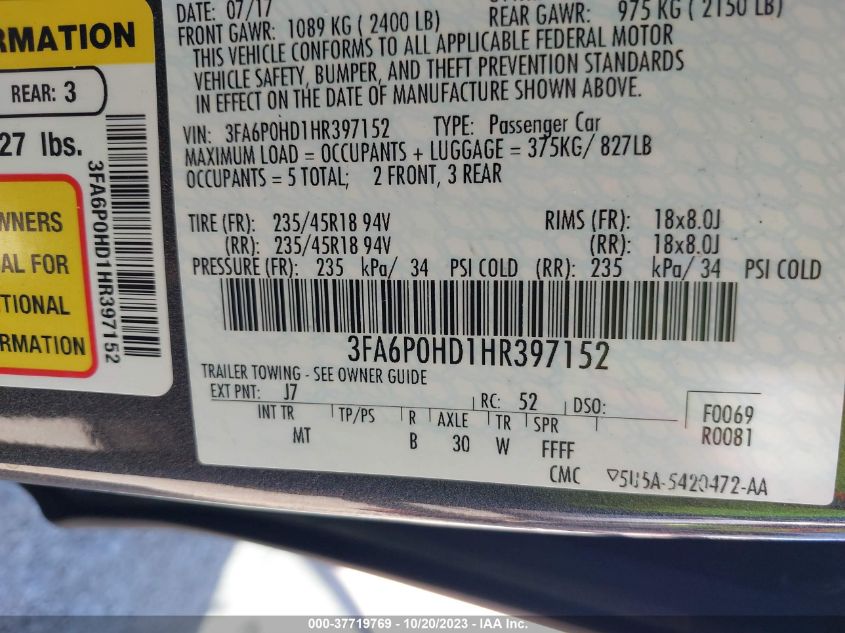 DATE: 07/17
FRONT GAWR: 1089 KG ( 2400 LB)
REAR GAWR: 975 KG ( 2150 LB)
THIS VEHICLE CONFORMS TO ALL APPLICABLE FEDERAL MOTOR
VEHICLE SAFETY, BUMPER, AND THEFT PREVENTION STANDARDS
IN EFFECT ON THE DATE OF MANUFACTURE SHOWN ABOVE.
VIN: 3FA6P0HD1HR397152 TYPE: Passenger Car
MAXIMUM LOAD = OCCUPANTS + LUGGAGE = 375KG/ 827LB
OCCUPANTS = 5 TOTAL; 2 FRONT, 3 REAR
TIRE (FR): 235/45R18 94V RIMS (FR): 18x8.0J
(RR): 235/45R18 94V (RR): 18x8.0J
PRESSURE (FR): 235 kPa/ 34 PSI COLD (RR): 235 kPa/ 34 PSI COLD
3FA6P0HD1HR397152
TRAILER TOWING - SEE OWNER GUIDE
EXT PNT: J7 RC: 52 DSO:
INT TR TP/PS R AXLE TR SPR
MT B 30 W FFFF
F0069
R0081
CMC ▽5U5A-5420472-AA
RMATION
REAR: 3
27 lbs.
3FA6P0HD1HR397152
WNERS
AL FOR
TIONAL
RMATION
000-37719769 - 10/20/2023 - IAA Inc.